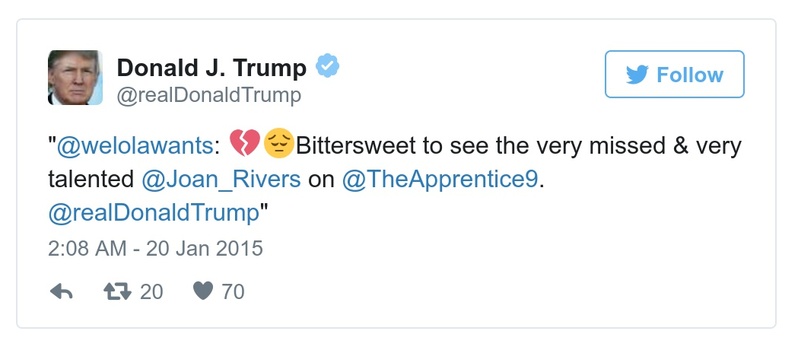 Donald J. Trump
@realDonaldTrump
Follow
"@welolawants: 💔😔Bittersweet to see the very missed & very
talented @Joan_Rivers on @TheApprentice9.
@realDonaldTrump"
2:08 AM - 20 Jan 2015
20 70